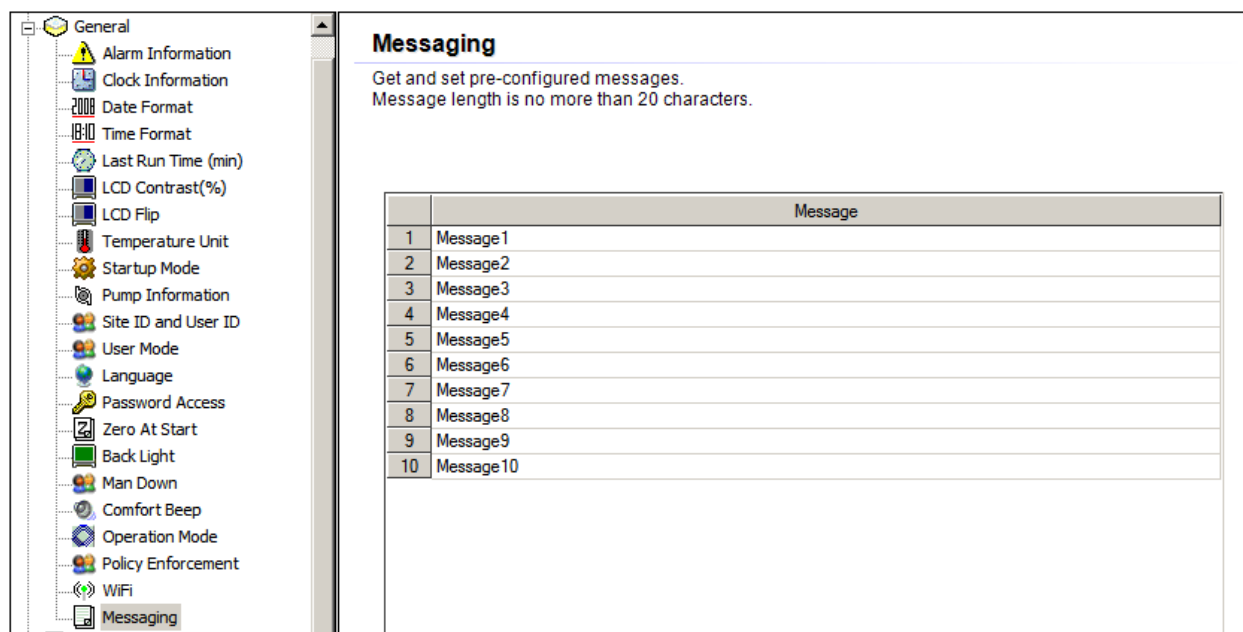 General
Alarm Information
Clock Information
Date Format
Time Format
Last Run Time (min)
LCD Contrast(%)
LCD Flip
Temperature Unit
Startup Mode
Pump Information
Site ID and User ID
User Mode
Language
Password Access
Zero At Start
Back Light
Man Down
Comfort Beep
Operation Mode
Policy Enforcement
WiFi
Messaging
Messaging
Get and set pre-configured messages.
Message length is no more than 20 characters.
Message
1 Message1
2 Message2
3 Message3
4 Message4
5 Message5
6 Message6
7 Message7
8 Message8
9 Message9
10 Message10